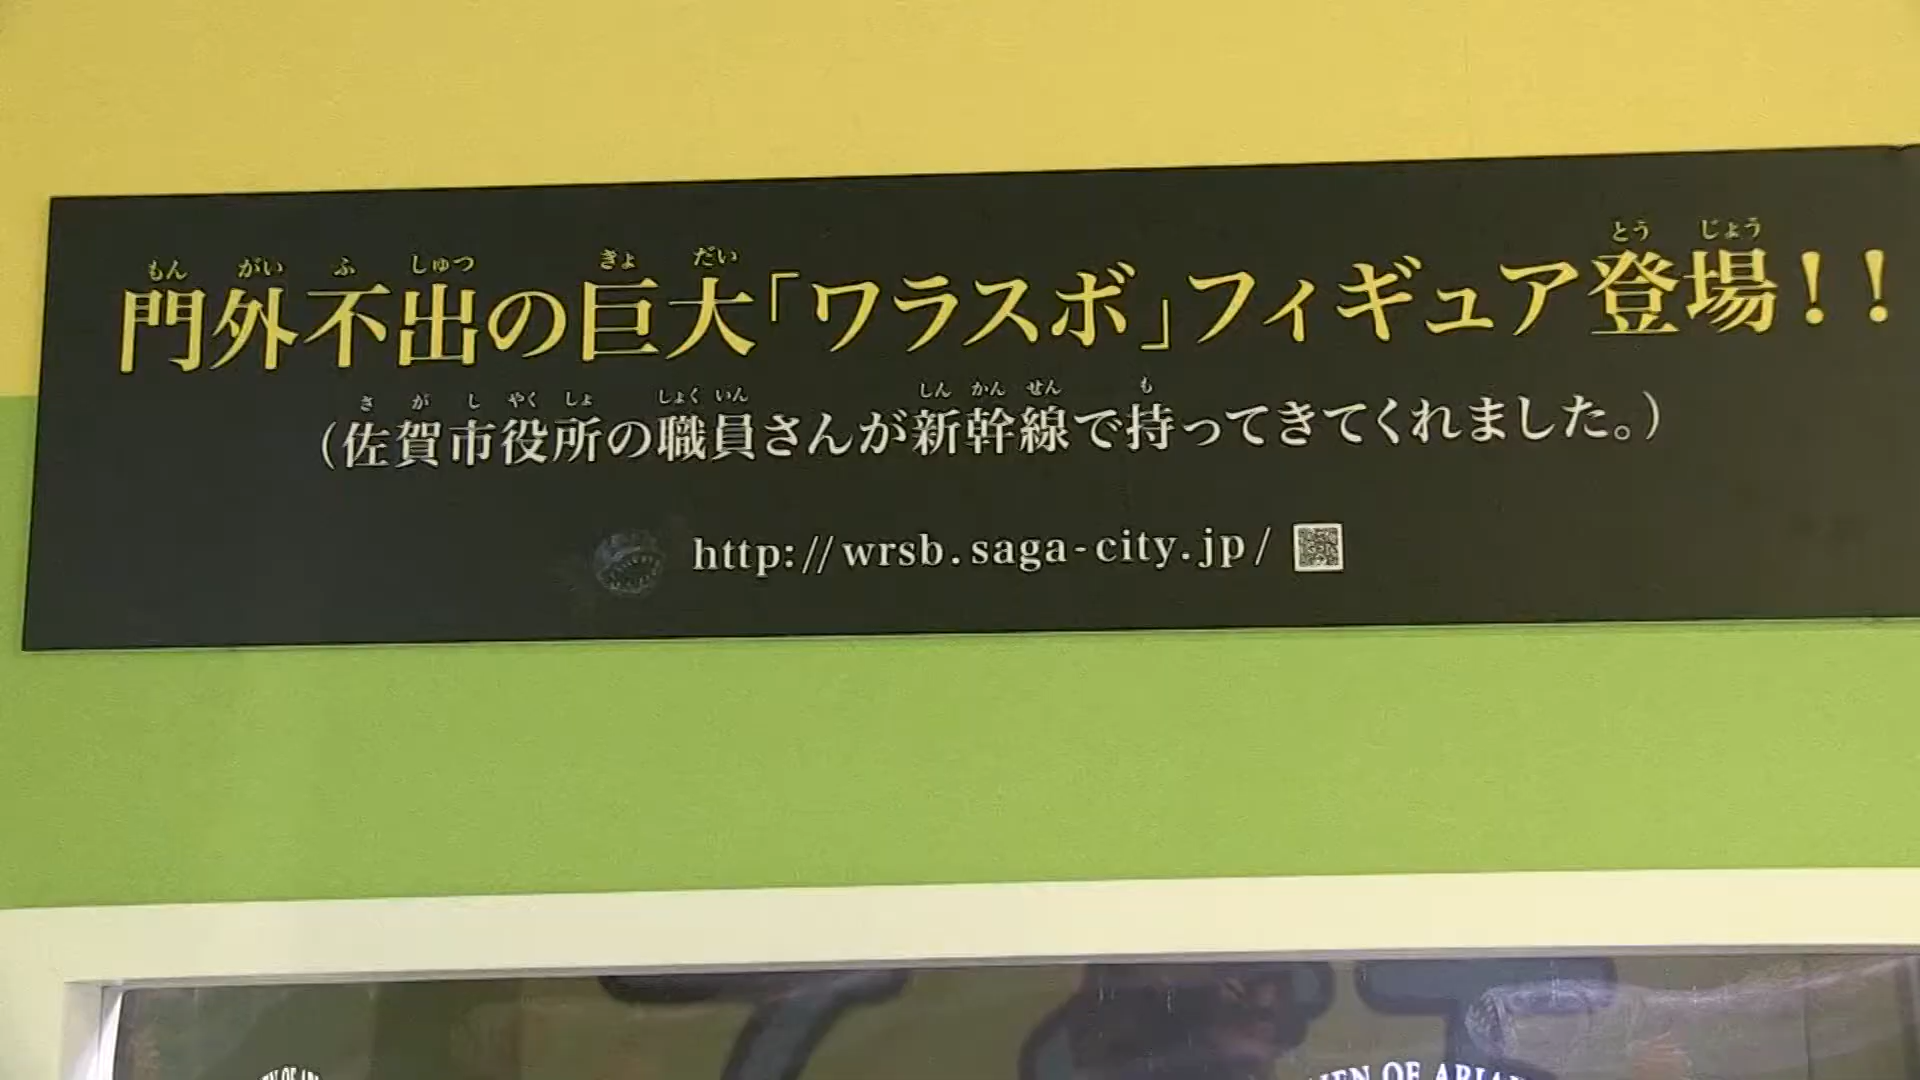 もん がい ふ しゅつ きょ だい とう じょう
門外不出の巨大「ワラスボ」フィギュア登場！！
さ が し やく しょ しょく いん しん かん せん も
（佐賀市役所の職員さんが新幹線で持ってきてくれました。）
http://wrsb.saga-city.jp/
OF
OF